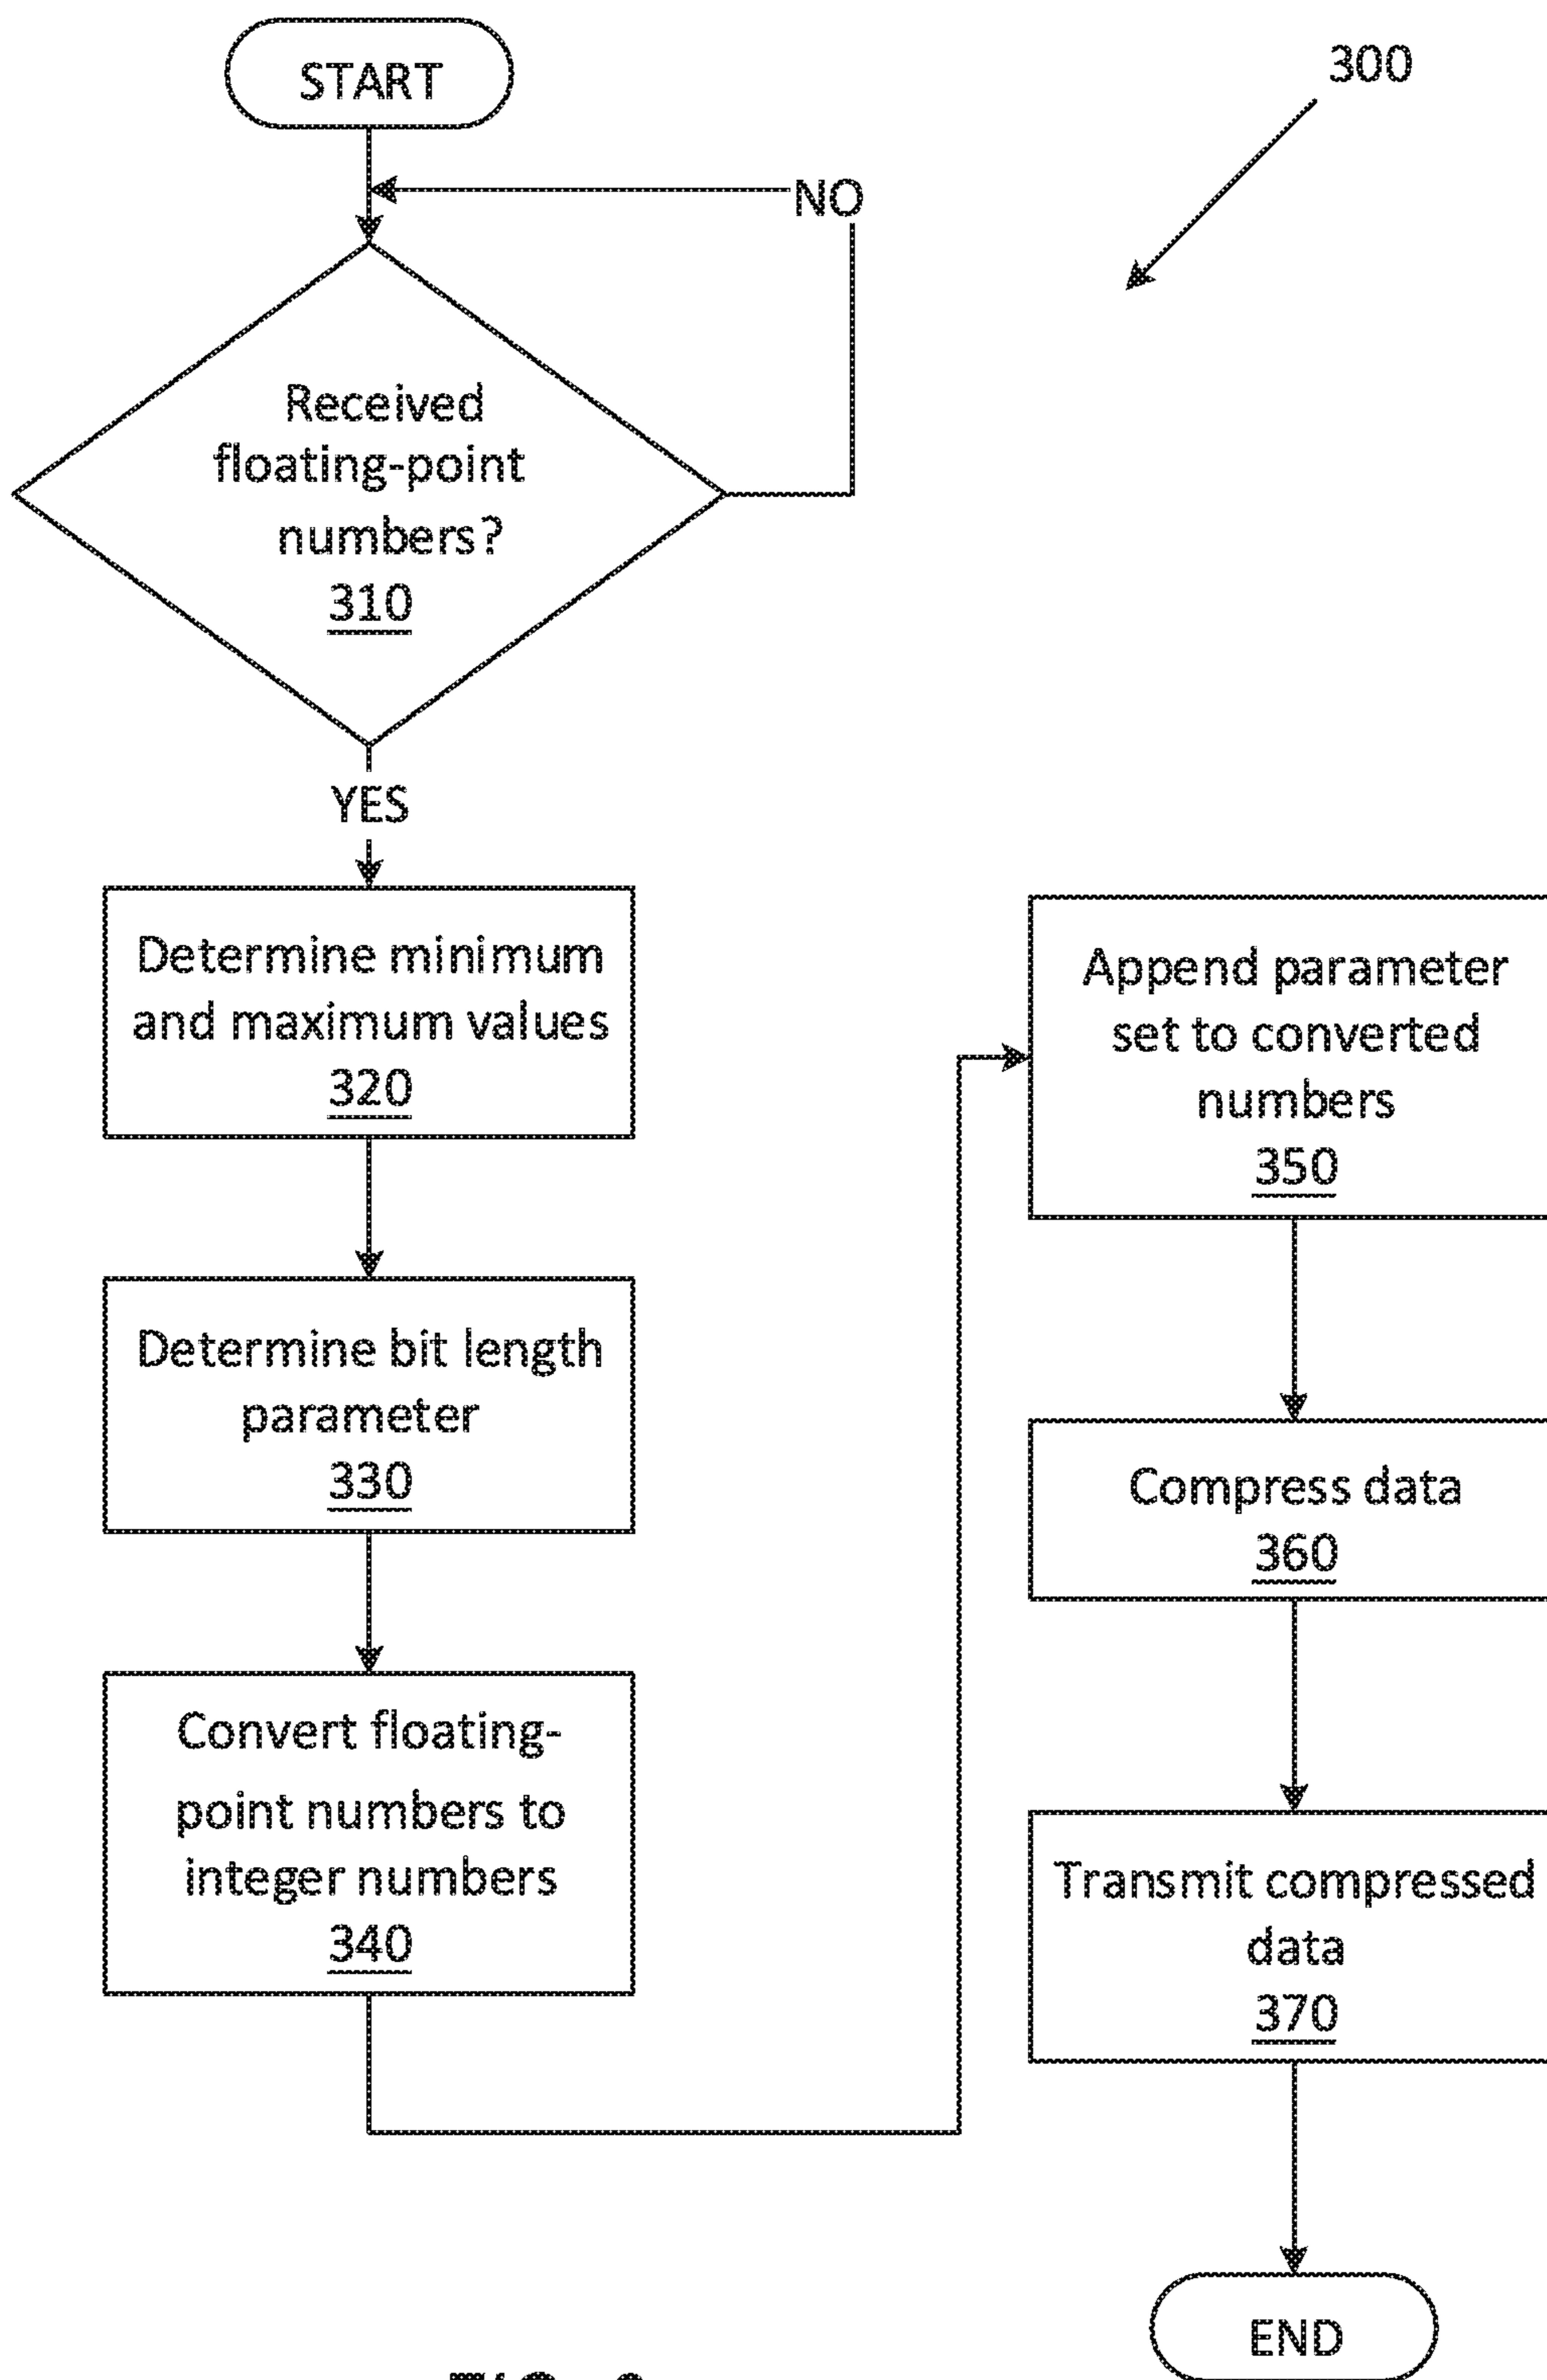 START
300
NO
Received
floating-point
numbers?
310
YES
Determine minimum
and maximum values
320
Determine bit length
parameter
330
Convert floating-
point numbers to
integer numbers
340
Append parameter
set to converted
numbers
350
Compress data
360
Transmit compressed
data
370
END